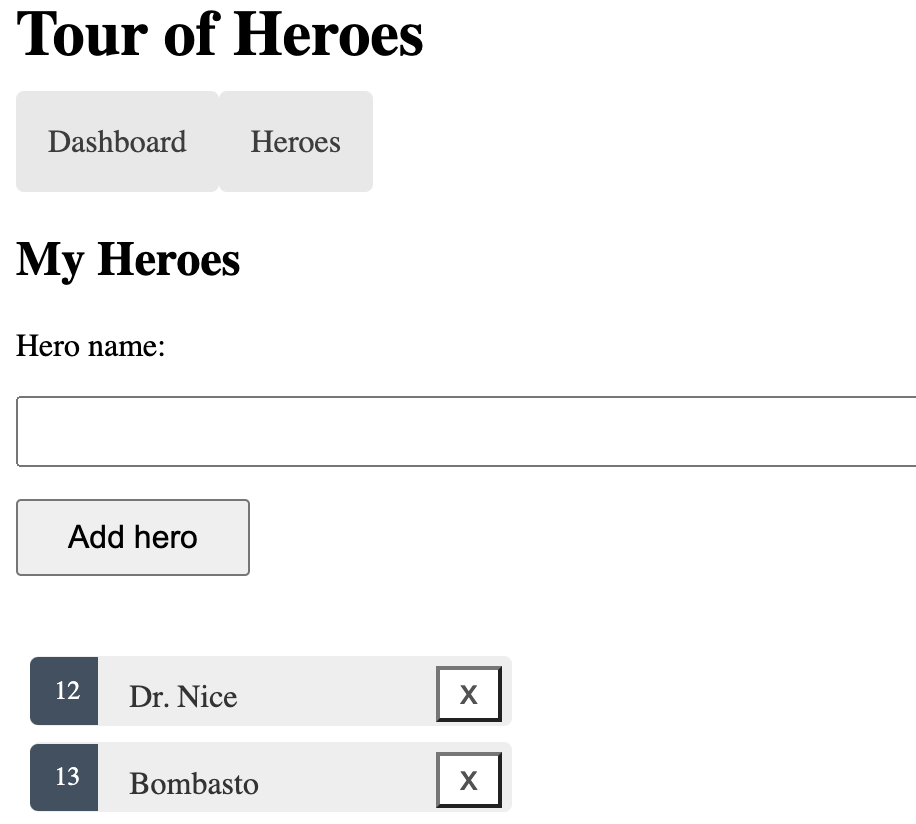 Tour of Heroes
Dashboard Heroes
My Heroes
Hero name:
Add hero
12 Dr. Nice x
13 Bombasto x